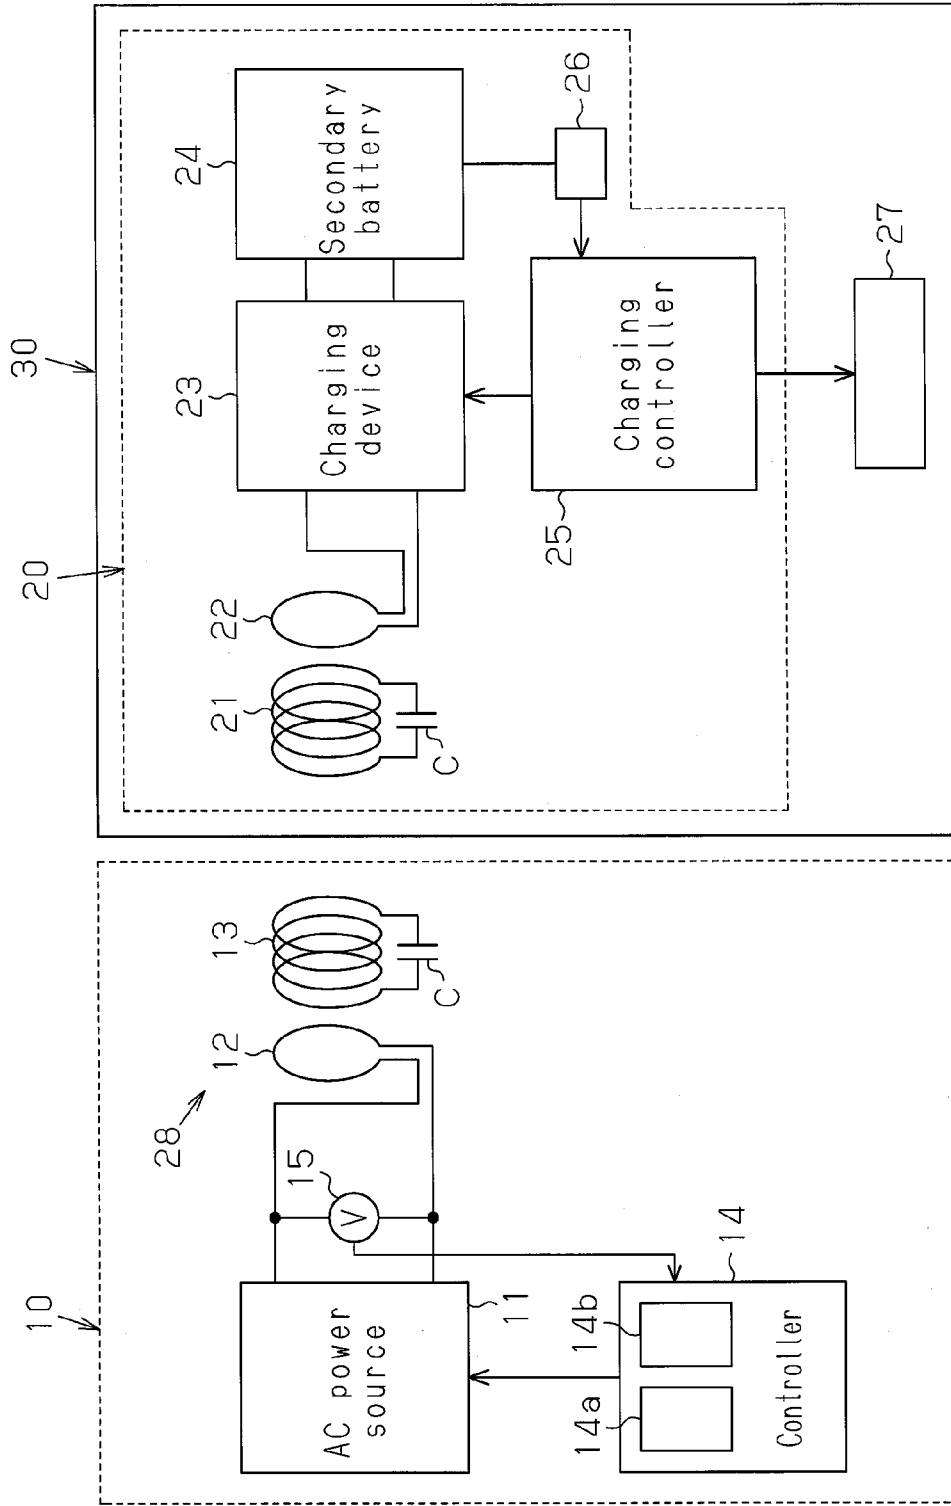 10
28
12
13
C
15
V
AC power
source
11
14
14a
14b
Controller
30
20
21
22
C
23
Charging
device
24
Secondary
battery
25
Charging
controller
26
27